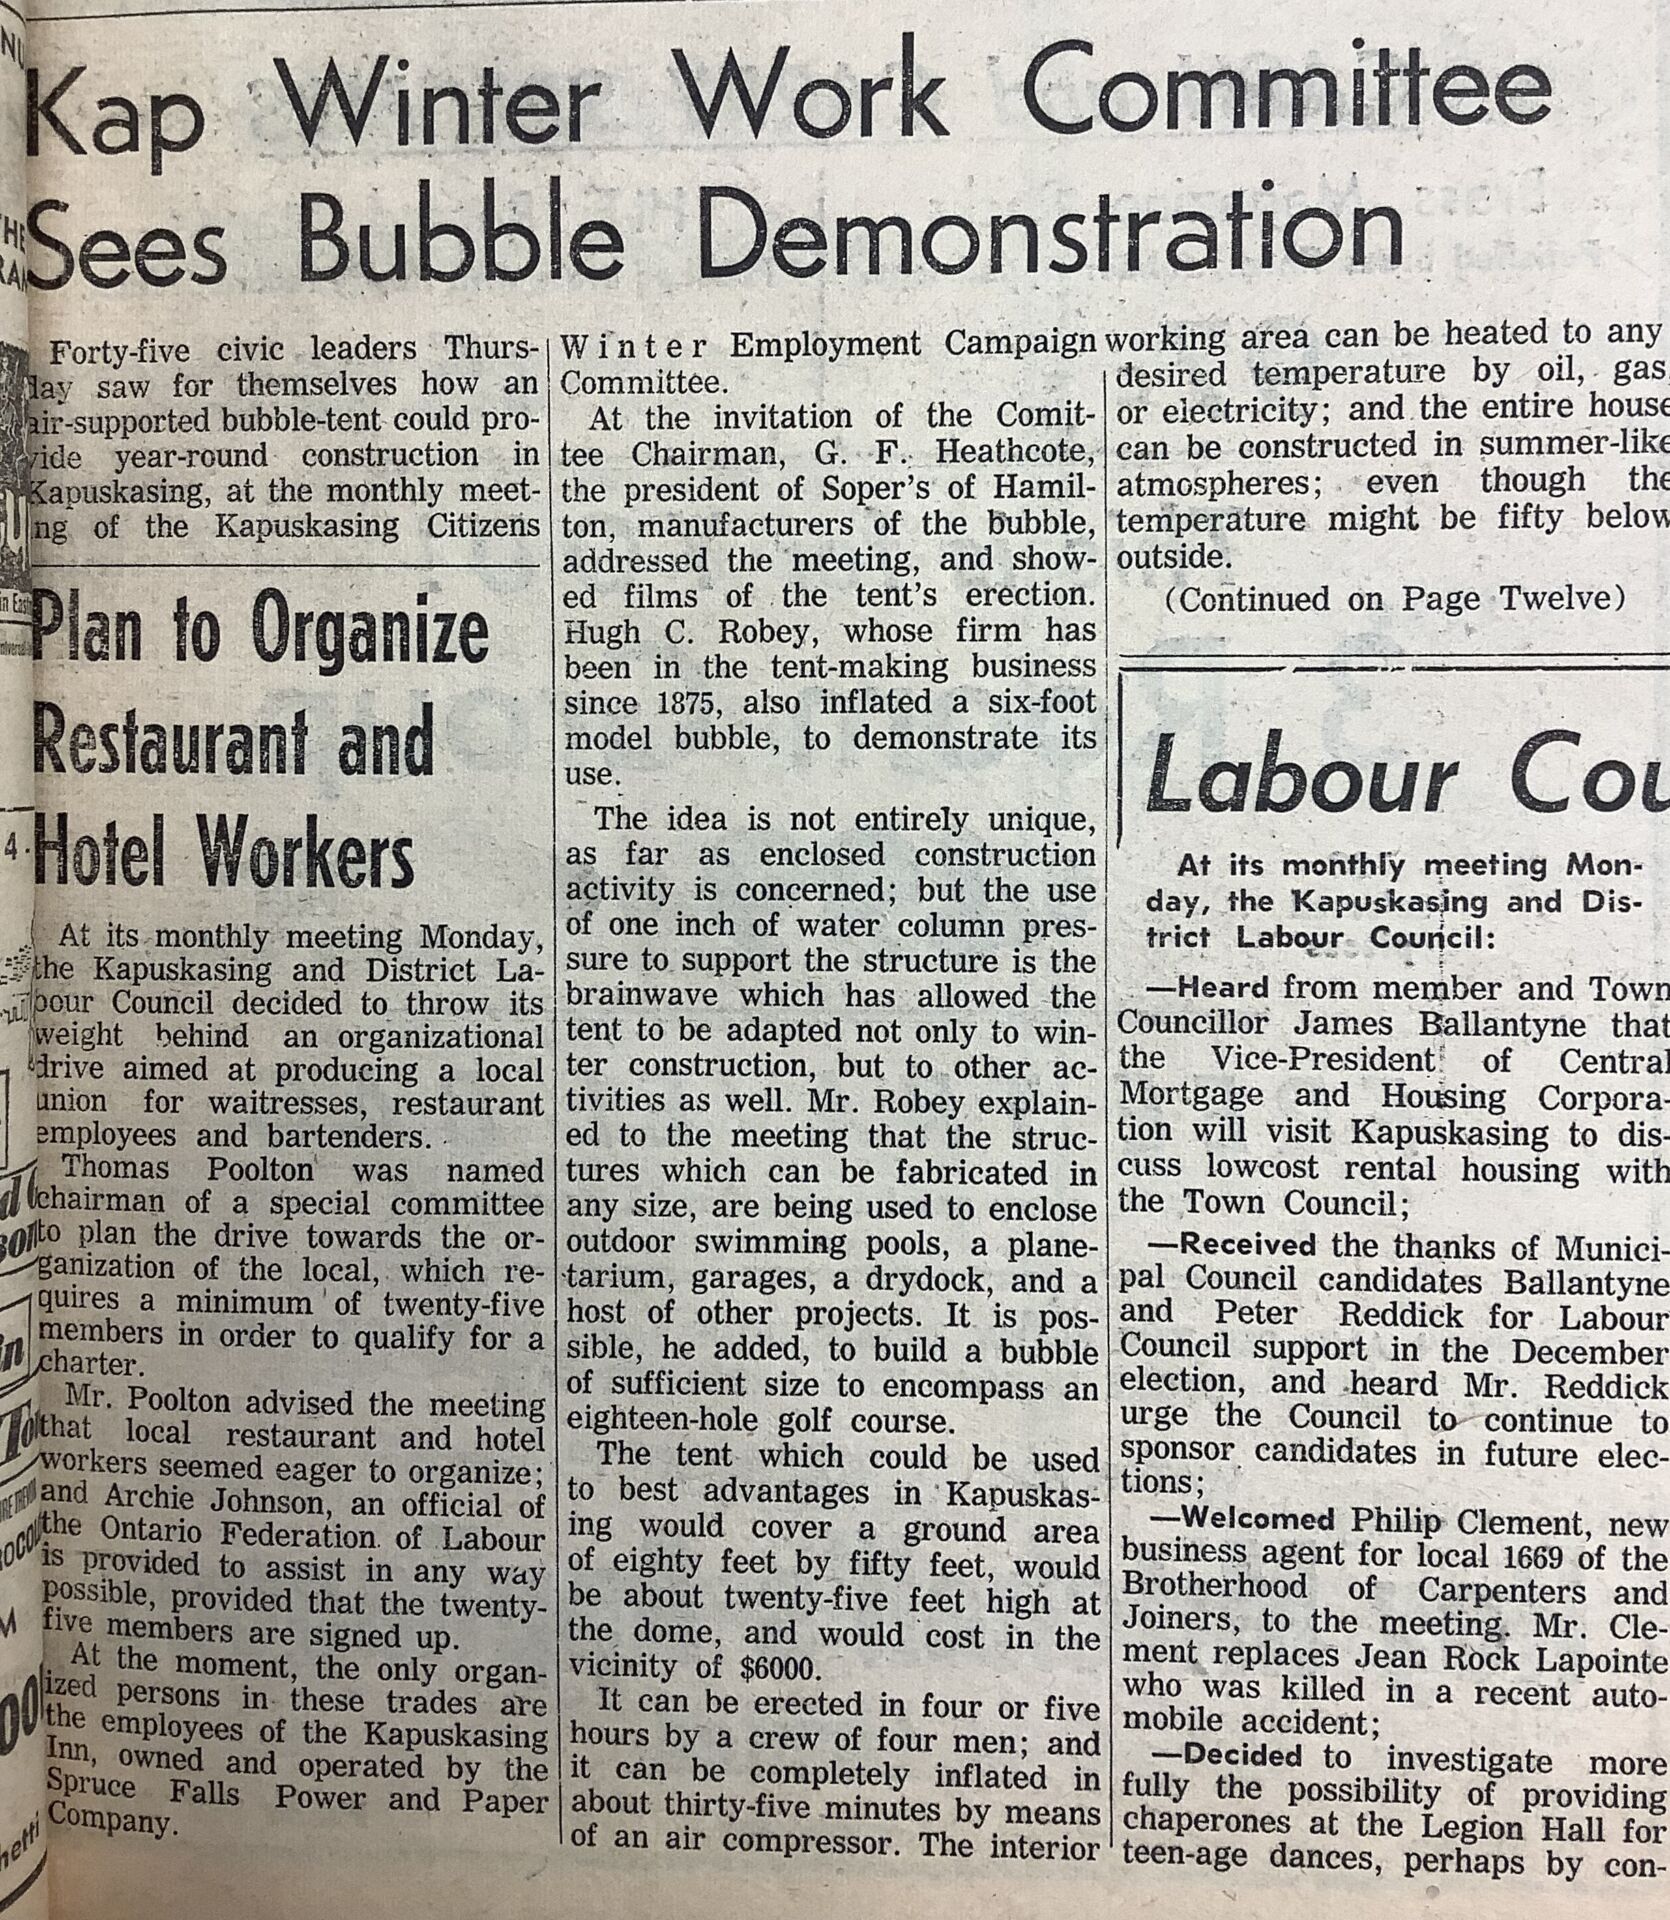 Kap Winter Work Committee
Sees Bubble Demonstration
Forty-five civic leaders Thurs-
day saw for themselves how an
air-supported bubble-tent could pro-
vide year-round construction in
Kapuskasing, at the monthly meet-
ing of the Kapuskasing Citizens
Winter Employment Campaign
Committee.
At the invitation of the Comit-
tee Chairman, G. F. Heathcote,
the president of Soper's of Hamil-
ton, manufacturers of the bubble,
addressed the meeting, and show-
ed films of the tent's erection.
Hugh C. Robey, whose firm has
been in the tent-making business
since 1875, also inflated a six-foot
model bubble, to demonstrate its
use.
The idea is not entirely unique,
as far as enclosed construction
activity is concerned; but the use
of one inch of water column pres-
sure to support the structure is the
brainwave which has allowed the
tent to be adapted not only to win-
ter construction, but to other ac-
tivities as well. Mr. Robey explain-
ed to the meeting that the struc-
tures which can be fabricated in
any size, are being used to enclose
outdoor swimming pools, a plane-
tarium, garages, a drydock, and a
host of other projects. It is pos-
sible, he added, to build a bubble
of sufficient size to encompass an
eighteen-hole golf course.
The tent which could be used
to best advantages in Kapuskas-
ing would cover a ground area
of eighty feet by fifty feet, would
be about twenty-five feet high at
the dome, and would cost in the
vicinity of $6000.
It can be erected in four or five
hours by a crew of four men; and
it can be completely inflated in
about thirty-five minutes by means
of an air compressor. The interior
working area can be heated to any
desired temperature by oil, gas,
or electricity; and the entire house
can be constructed in summer-like
atmospheres; even though the
temperature might be fifty below
outside.
(Continued on Page Twelve)
Plan to Organize
Restaurant and
Hotel Workers
At its monthly meeting Monday,
the Kapuskasing and District La-
bour Council decided to throw its
weight behind an organizational
drive aimed at producing a local
union for waitresses, restaurant
employees and bartenders.
Thomas Poolton was named
chairman of a special committee
to plan the drive towards the or-
ganization of the local, which re-
quires a minimum of twenty-five
members in order to qualify for a
charter.
Mr. Poolton advised the meeting
that local restaurant and hotel
workers seemed eager to organize;
and Archie Johnson, an official of
the Ontario Federation of Labour
is provided to assist in any way
possible, provided that the twenty-
five members are signed up.
At the moment, the only organ-
ized persons in these trades are
the employees of the Kapuskasing
Inn, owned and operated by the
Spruce Falls Power and Paper
Company.
Labour Cou
At its monthly meeting Mon-
day, the Kapuskasing and Dis-
trict Labour Council:
—Heard from member and Town
Councillor James Ballantyne that
the Vice-President of Central
Mortgage and Housing Corpora-
tion will visit Kapuskasing to dis-
cuss lowcost rental housing with
the Town Council;
—Received the thanks of Munici-
pal Council candidates Ballantyne
and Peter Reddick for Labour
Council support in the December
election, and heard Mr. Reddick
urge the Council to continue to
sponsor candidates in future elec-
tions;
—Welcomed Philip Clement, new
business agent for local 1669 of the
Brotherhood of Carpenters and
Joiners, to the meeting. Mr. Cle-
ment replaces Jean Rock Lapointe
who was killed in a recent auto-
mobile accident;
—Decided to investigate more
fully the possibility of providing
chaperones at the Legion Hall for
teen-age dances, perhaps by con-